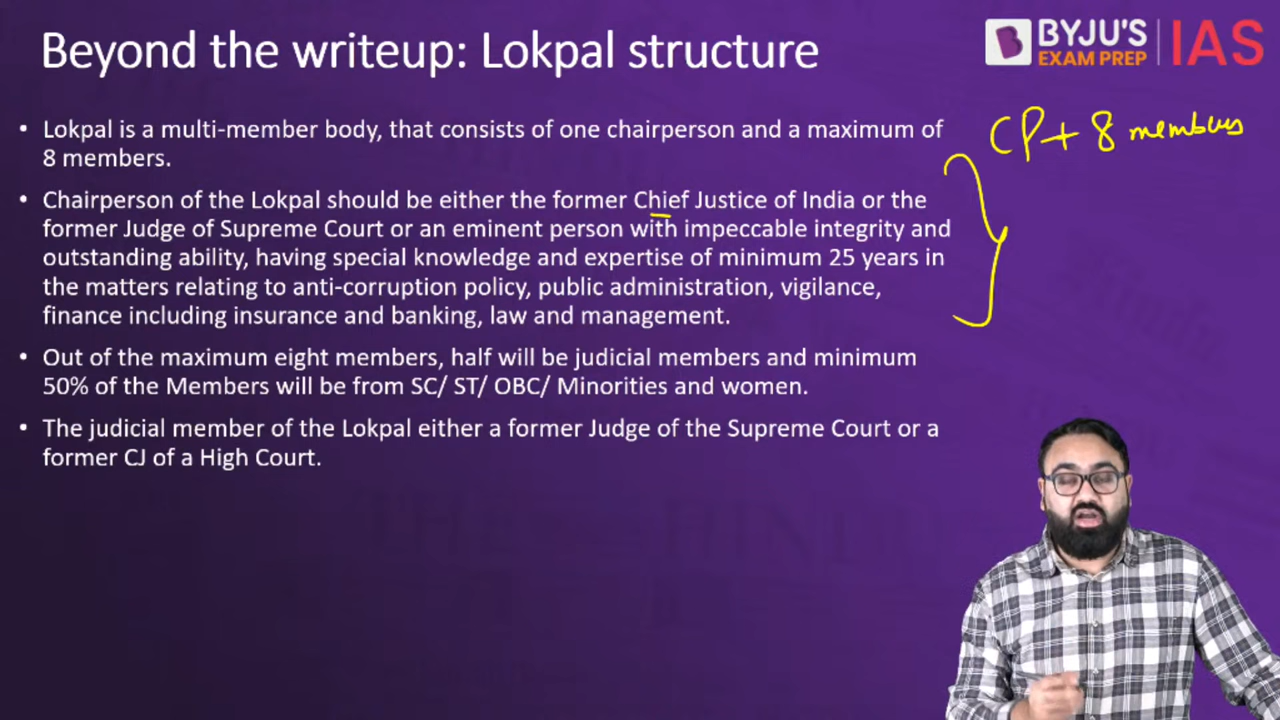 Beyond the writeup: Lokpal structure
BYJU'S
EXAM PREP
IAS
CP + 8 members
• Lokpal is a multi-member body, that consists of one chairperson and a maximum of
8 members.
• Chairperson of the Lokpal should be either the former Chief Justice of India or the
former Judge of Supreme Court or an eminent person with impeccable integrity and
outstanding ability, having special knowledge and expertise of minimum 25 years in
the matters relating to anti-corruption policy, public administration, vigilance,
finance including insurance and banking, law and management.
• Out of the maximum eight members, half will be judicial members and minimum
50% of the Members will be from SC/ ST/ OBC/ Minorities and women.
• The judicial member of the Lokpal either a former Judge of the Supreme Court or a
former CJ of a High Court.